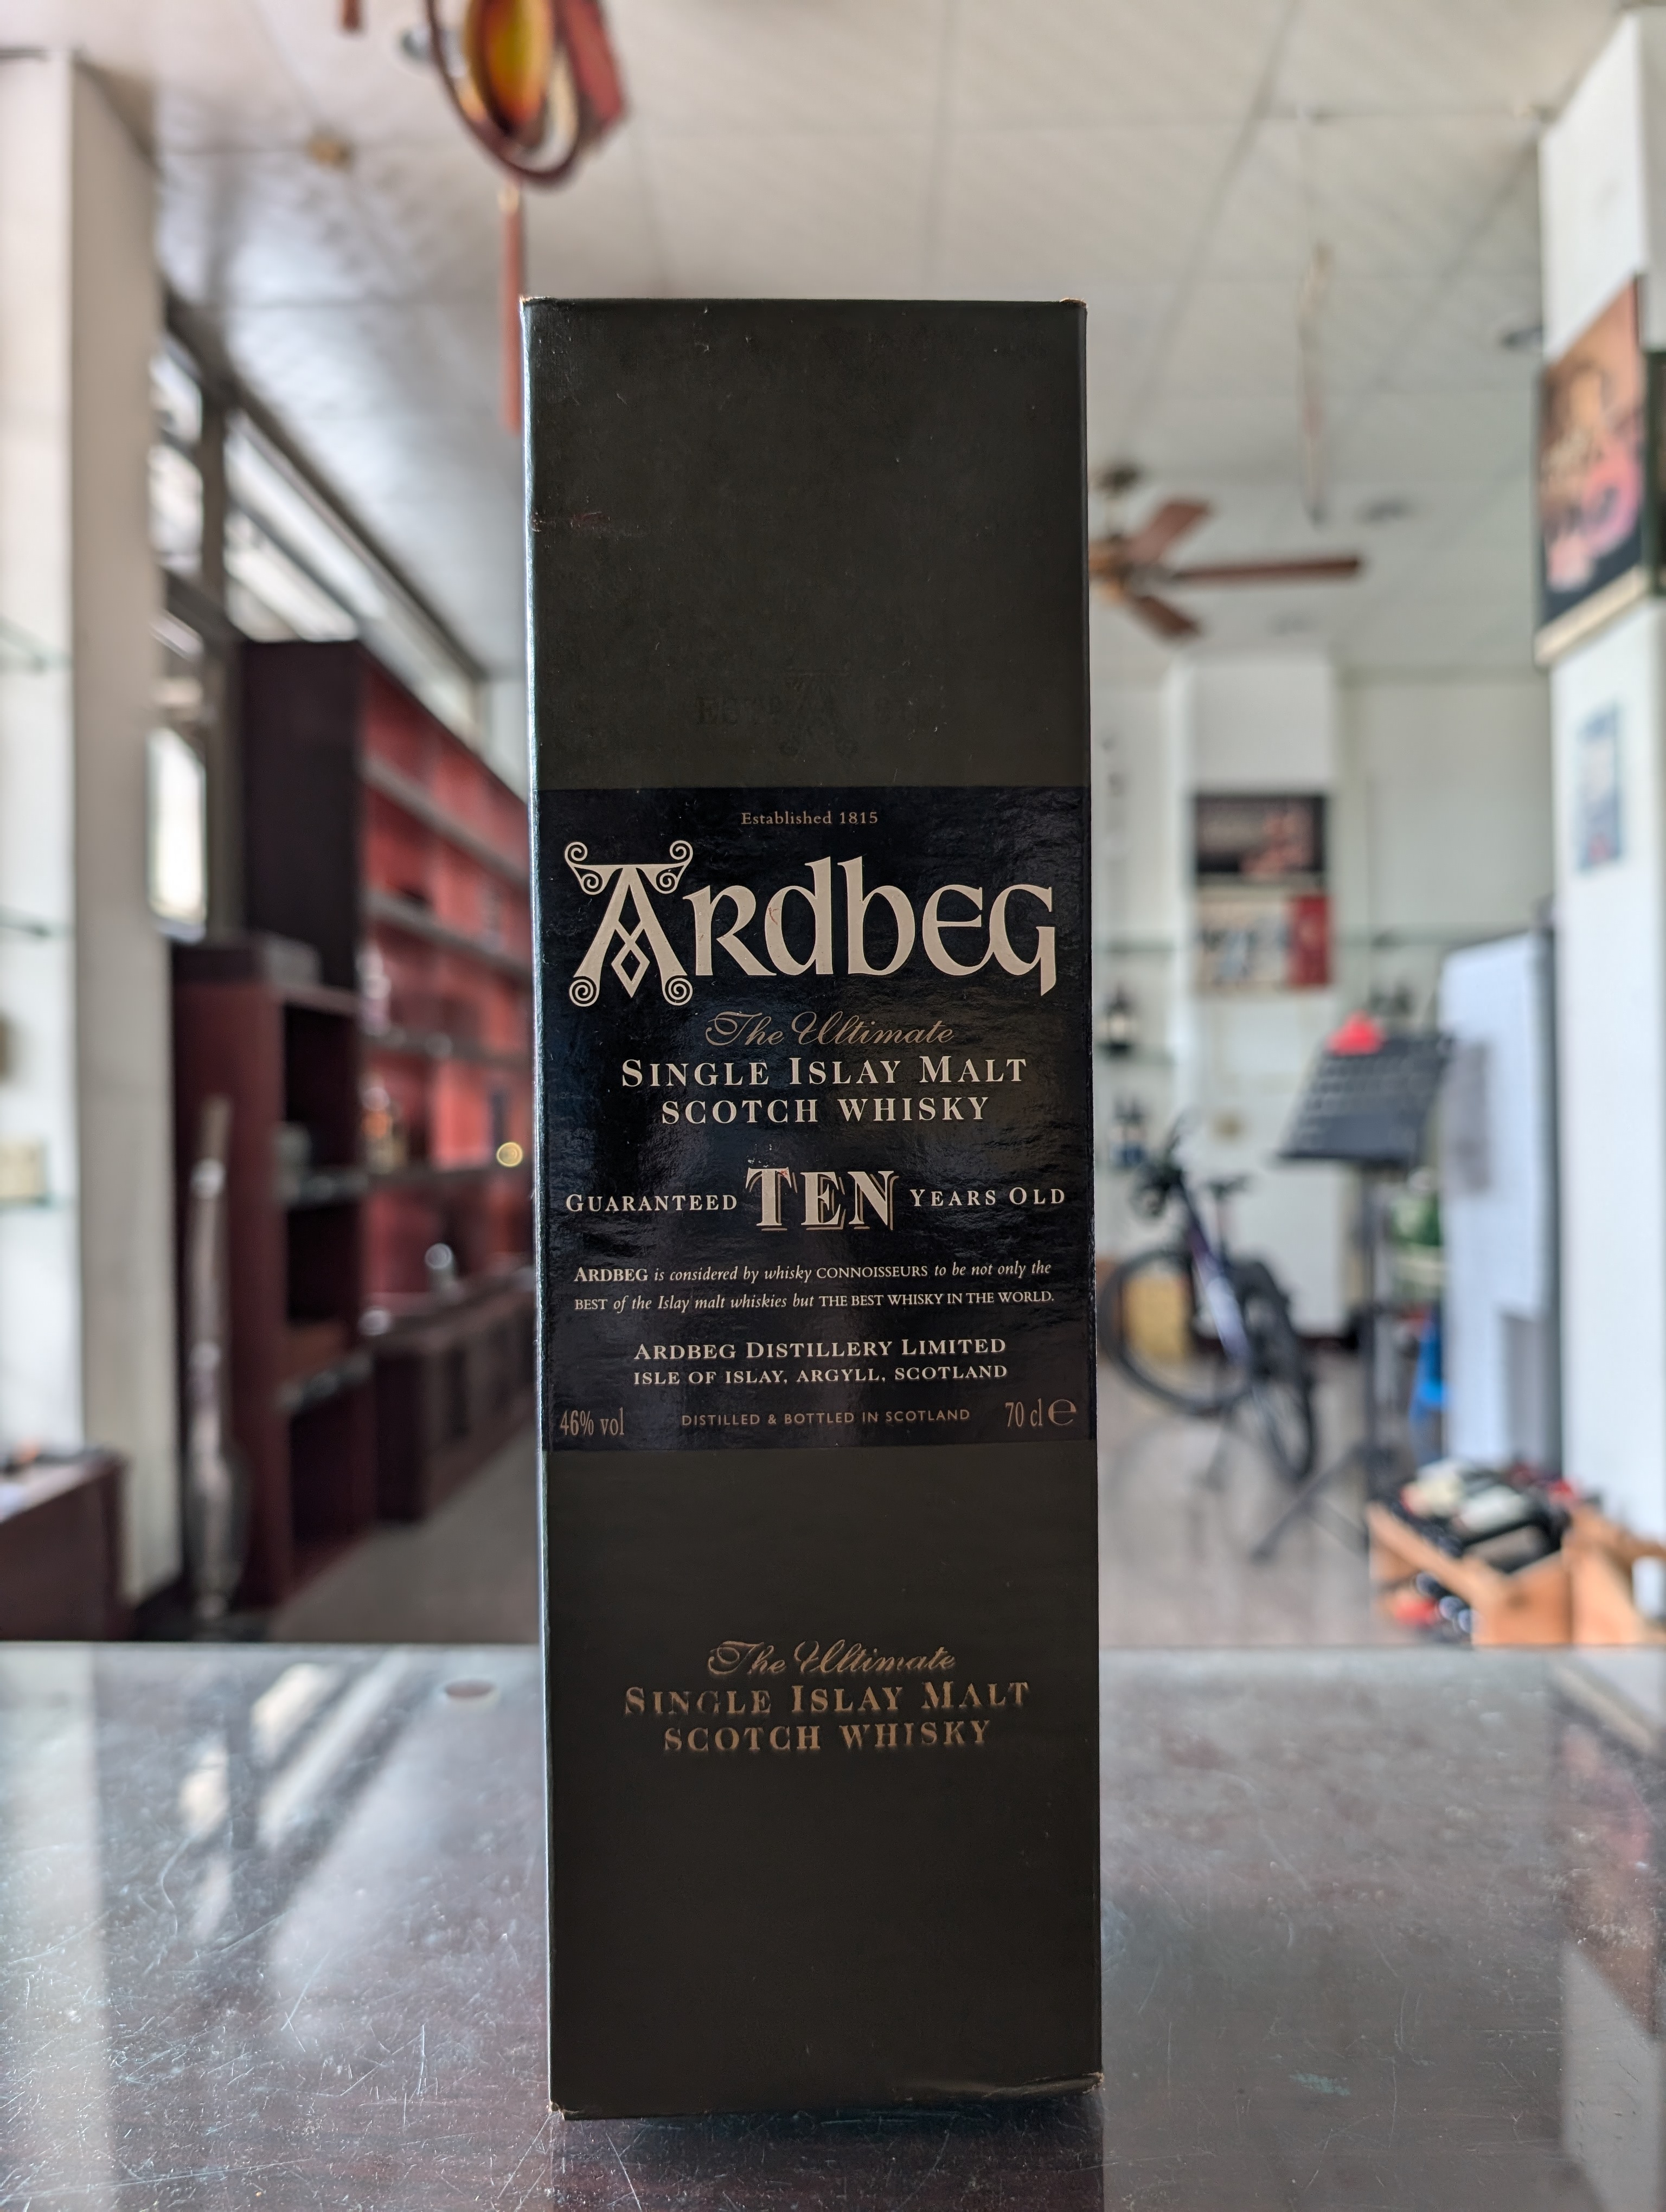 Established 1815
ARdbEG
The Ultimate
SINGLE ISLAY MALT
SCOTCH WHISKY
GUARANTEED TEN YEARS OLD
ARDBEG is considered by whisky CONNOISSEURS to be not only the
BEST of the Islay malt whiskies but THE BEST WHISKY IN THE WORLD.
ARDBEG DISTILLERY LIMITED
ISLE OF ISLAY, ARGYLL, SCOTLAND
46% vol DISTILLED & BOTTLED IN SCOTLAND 70 cl e
The Ultimate
SINGLE ISLAY MALT
SCOTCH WHISKY